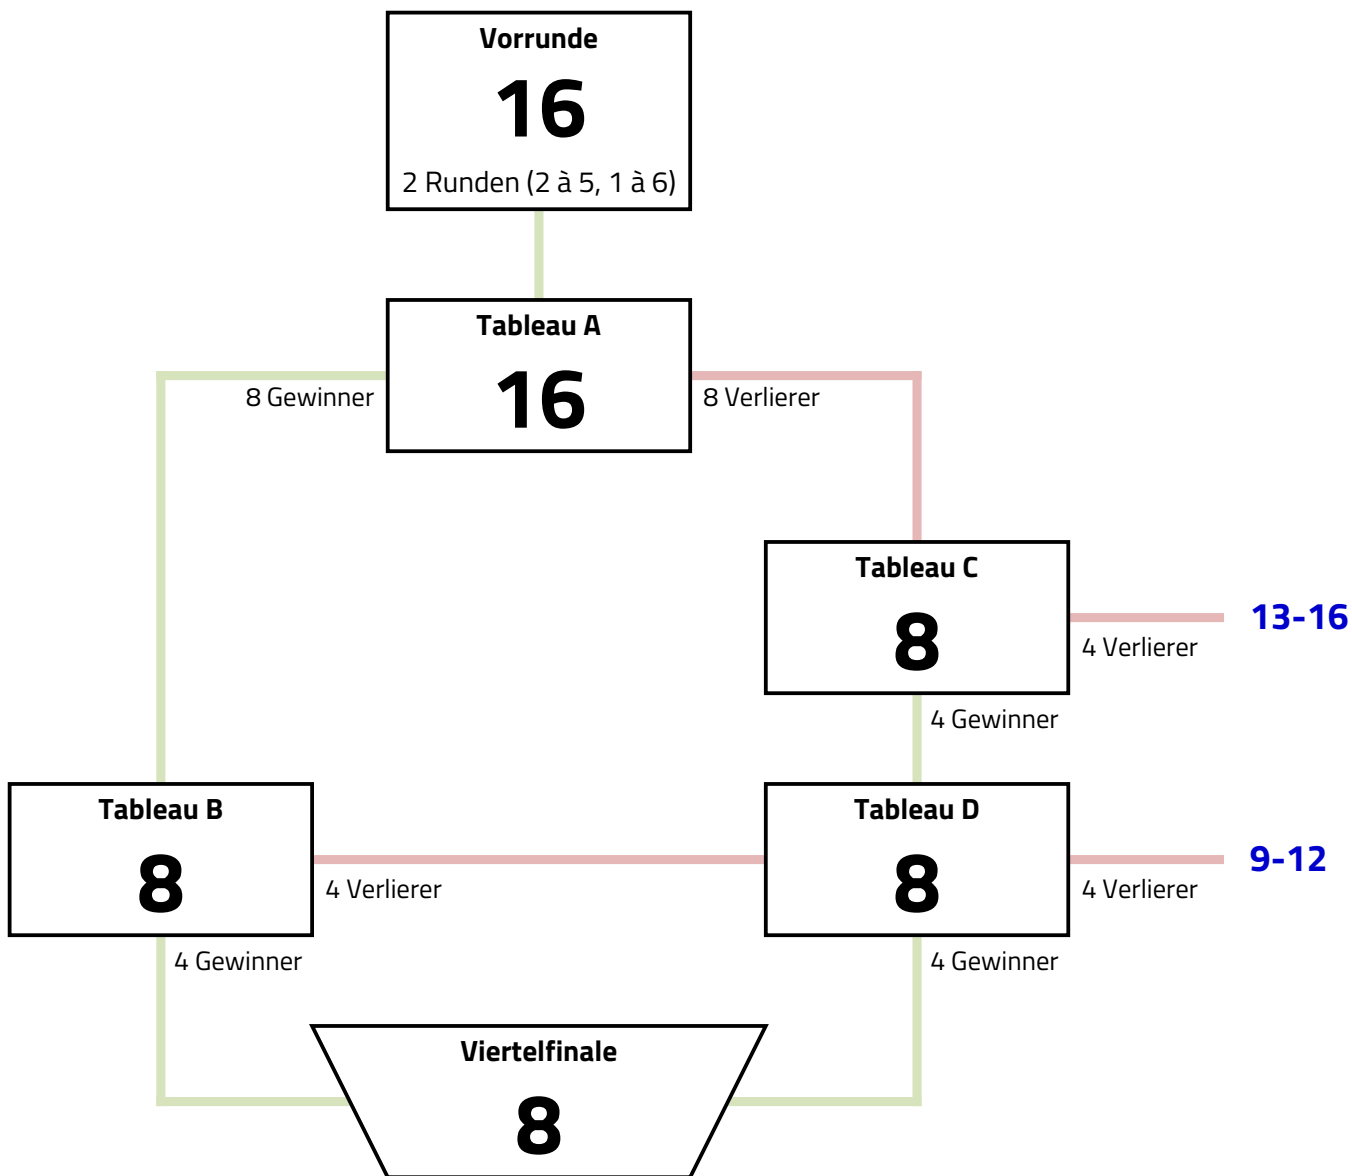 Vorrunde
16
2 Runden (2 à 5, 1 à 6)
Tableau A
16
8 Gewinner
8 Verlierer
Tableau C
8
13-16
4 Verlierer
4 Gewinner
Tableau B
8
4 Verlierer
4 Gewinner
Tableau D
8
9-12
4 Verlierer
4 Gewinner
Viertelfinale
8